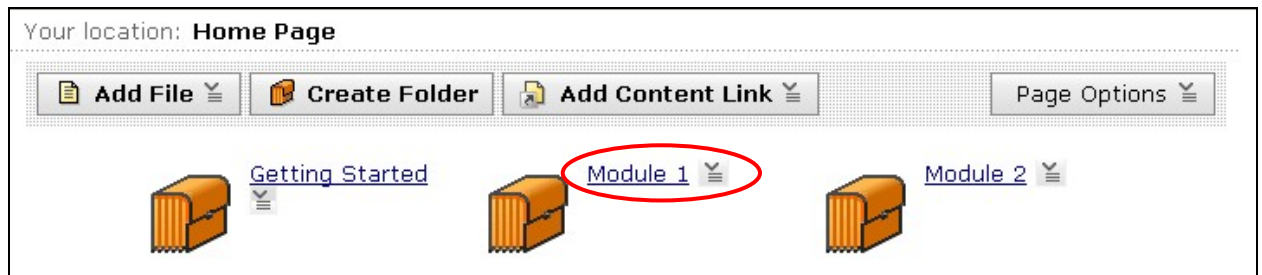 Your location: Home Page
Add File Create Folder Add Content Link Page Options
Getting Started Module 1 Module 2